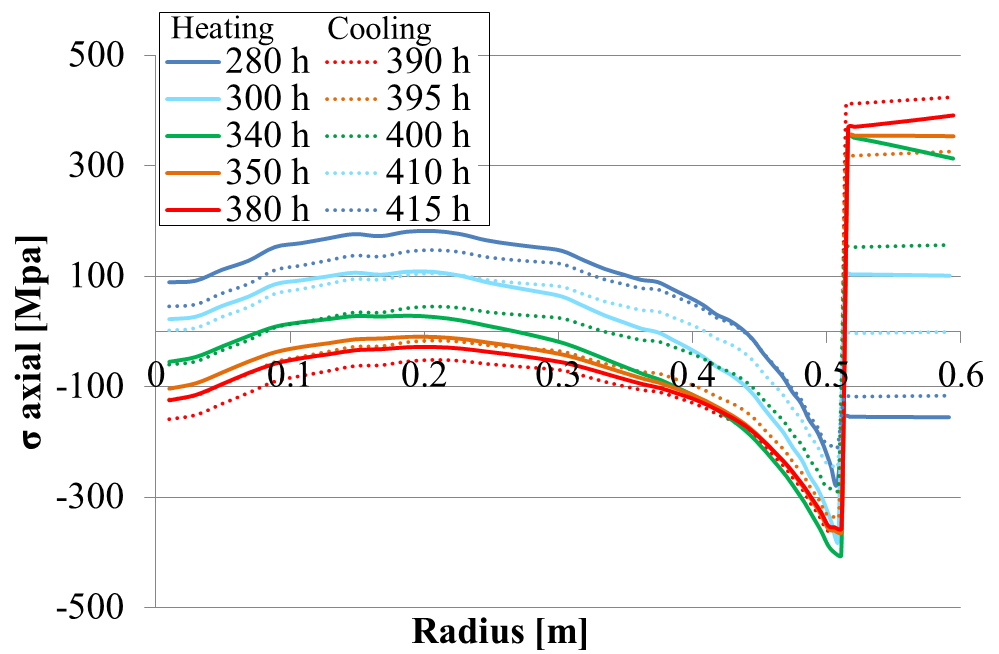 Heating Cooling
500
280 h 390 h
300 h 395 h
340 h 400 h
300
350 h 410 h
380 h 415 h
100
-100
0 0.1 0.2 0.3 0.4 0.5 0.6
-300
-500
σ axial [Mpa]
Radius [m]